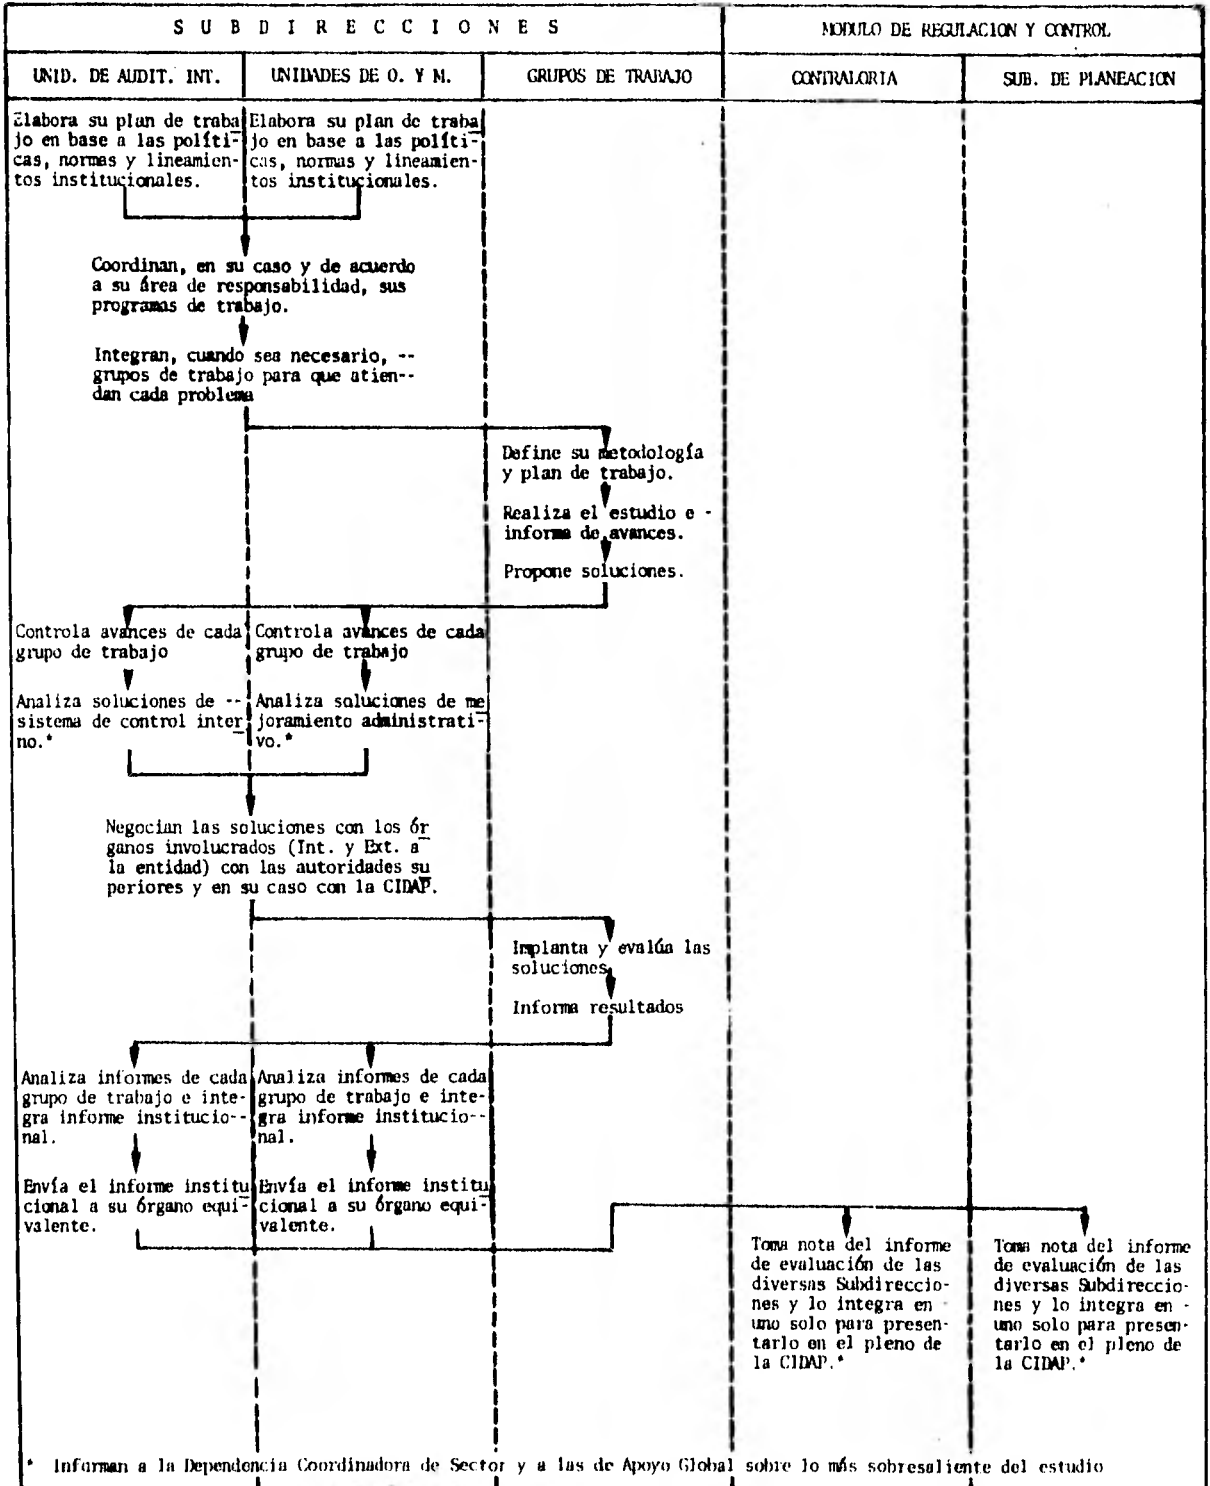 S U B D I R E C C I O N E S
MODULO DE REGULACION Y CONTROL
UNID. DE AUDIT. INT.
UNIDADES DE O. Y M.
GRUPOS DE TRABAJO
CONTRALORIA
SUB. DE PLANEACION
Elabora su plan de traba
jo en base a las políti-
cas, normas y lineamien-
tos institucionales.
Elabora su plan de traba
jo en base a las políti-
cas, normas y lineamien-
tos institucionales.
Coordinan, en su caso y de acuerdo
a su área de responsabilidad, sus
programas de trabajo.
Integran, cuando sea necesario, --
grupos de trabajo para que atien--
dan cada problema
Define su metodología
y plan de trabajo.
Realiza el estudio e -
informa de avances.
Propone soluciones.
Controla avances de cada
grupo de trabajo
Controla avances de cada
grupo de trabajo
Analiza soluciones de --
sistema de control inter
no.*
Analiza soluciones de me
joramiento administrati-
vo.*
Negocian las soluciones con los ór
ganos involucrados (Int. y Ext. a
la entidad) con las autoridades su
periores y en su caso con la CIDAP.
Implanta y evalúa las
soluciones
Informa resultados
Analiza informes de cada
grupo de trabajo e inte-
gra informe institucio--
nal.
Analiza informes de cada
grupo de trabajo e inte-
gra informe institucio--
nal.
Envía el informe institu
cional a su órgano equi-
valente.
Envía el informe institu
cional a su órgano equi-
valente.
Toma nota del informe
de evaluación de las
diversas Subdireccio-
nes y lo integra en -
uno solo para presen-
tarlo en el pleno de
la CIDAP.*
Toma nota del informe
de evaluación de las
diversas Subdireccio-
nes y lo integra en -
uno solo para presen-
tarlo en el pleno de
la CIDAP.*
* Informan a la Dependencia Coordinadora de Sector y a las de Apoyo Global sobre lo más sobresaliente del estudio